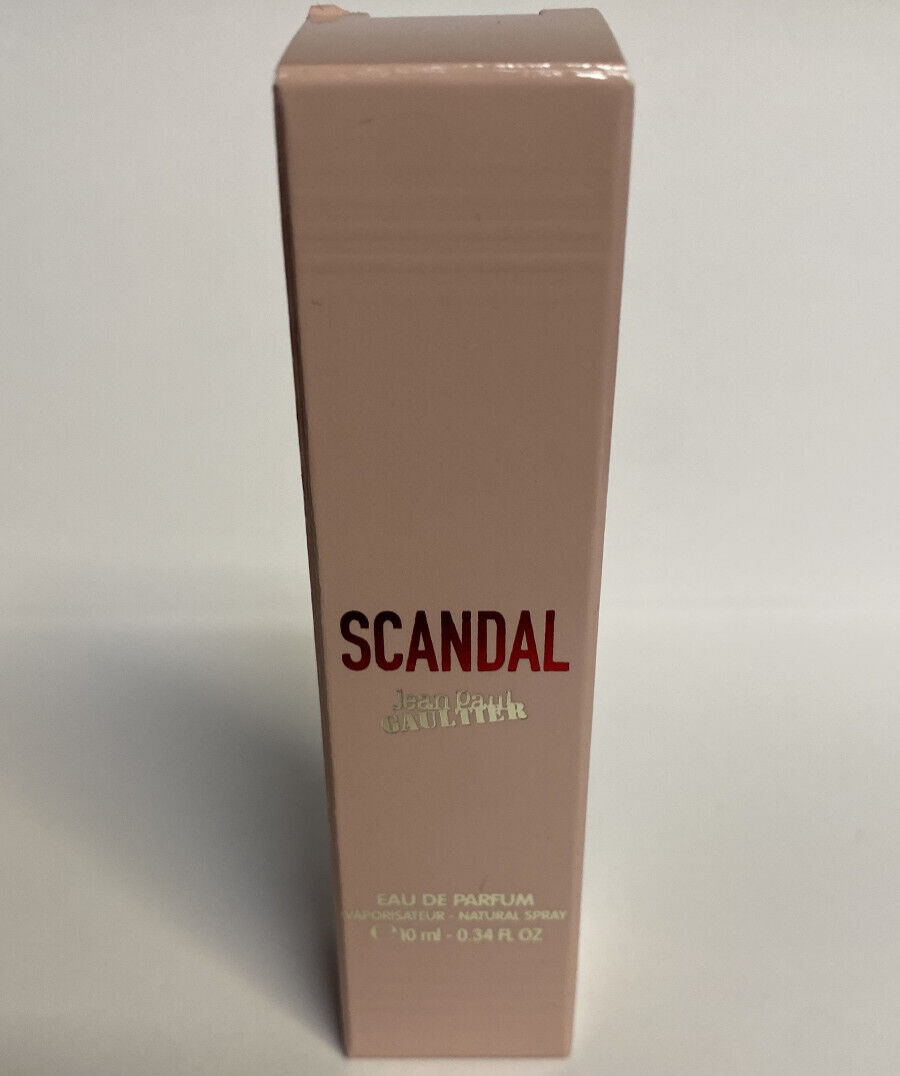 SCANDAL
Jean Paul
GAULTIER
EAU DE PARFUM
VAPORISATEUR - NATURAL SPRAY
℮ 10 ml - 0.34 FL OZ